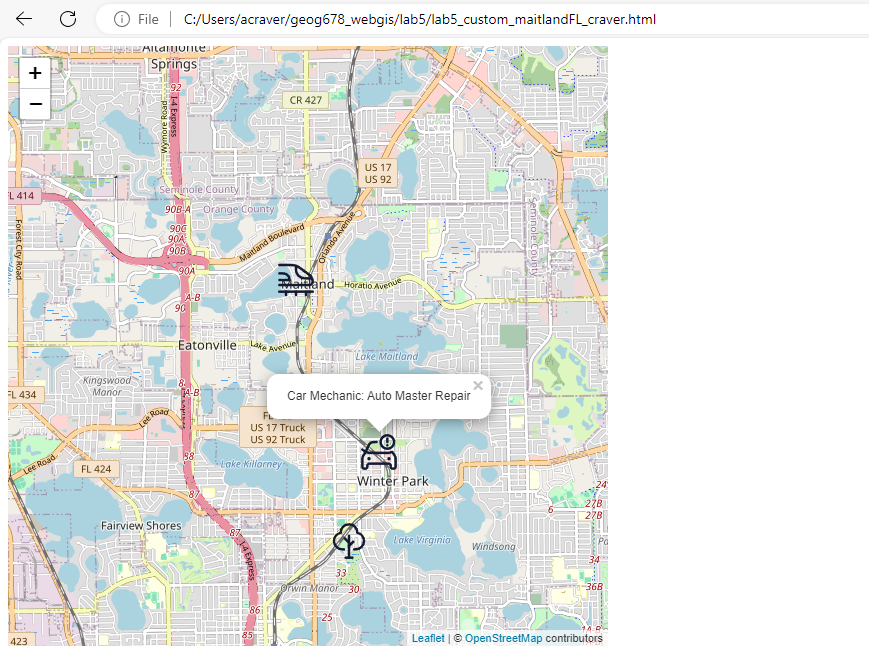 File
C:/Users/acraver/geog678_webgis/lab5/lab5_custom_maitlandFL_craver.html
+
−
Altamonte
Springs
92
I-4 Express
Wymore Road
CR 427
US 17
US 92
FL 414
Seminole County
Orange County
Seminole County
Forest City Road
90-B-A
90C
90A
90B
90A
Maitland Boulevard
Orlando Avenue
A-B
90
Maitland
Horatio Avenue
Eatonville
Lake Avenue
Lake Maitland
Kingswood
Manor
FL 434
Car Mechanic: Auto Master Repair
×
Lee Road
US 17 Truck
US 92 Truck
88
Lake Killarney
FL 424
Lee Road
Winter Park
Fairview Shores
87
I-4 Express
Lake Virginia
Windsong
6
24
27B
27B
34
36B
33
30
Orwin Manor
25
86
85
423
Leaflet | © OpenStreetMap contributors